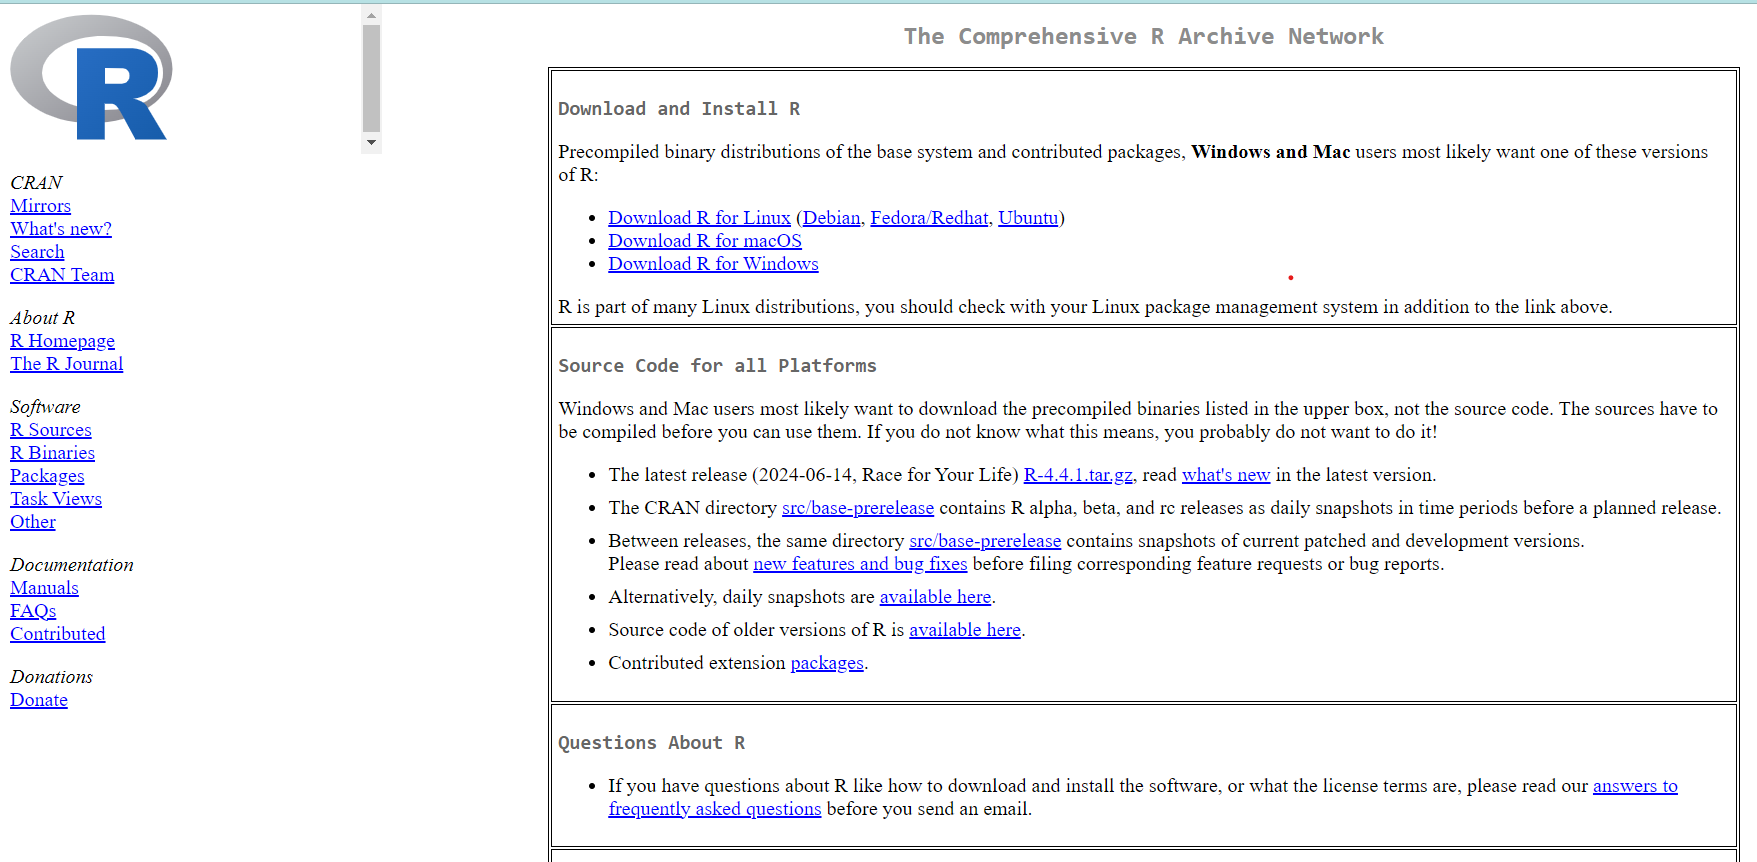 R
CRAN
Mirrors
What's new?
Search
CRAN Team
About R
R Homepage
The R Journal
Software
R Sources
R Binaries
Packages
Task Views
Other
Documentation
Manuals
FAQs
Contributed
Donations
Donate
The Comprehensive R Archive Network
Download and Install R
Precompiled binary distributions of the base system and contributed packages, Windows and Mac users most likely want one of these versions
of R:
• Download R for Linux (Debian, Fedora/Redhat, Ubuntu)
• Download R for macOS
• Download R for Windows
R is part of many Linux distributions, you should check with your Linux package management system in addition to the link above.
Source Code for all Platforms
Windows and Mac users most likely want to download the precompiled binaries listed in the upper box, not the source code. The sources have to
be compiled before you can use them. If you do not know what this means, you probably do not want to do it!
• The latest release (2024-06-14, Race for Your Life) R-4.4.1.tar.gz, read what's new in the latest version.
• The CRAN directory src/base-prerelease contains R alpha, beta, and rc releases as daily snapshots in time periods before a planned release.
• Between releases, the same directory src/base-prerelease contains snapshots of current patched and development versions.
Please read about new features and bug fixes before filing corresponding feature requests or bug reports.
• Alternatively, daily snapshots are available here.
• Source code of older versions of R is available here.
• Contributed extension packages.
Questions About R
• If you have questions about R like how to download and install the software, or what the license terms are, please read our answers to
frequently asked questions before you send an email.